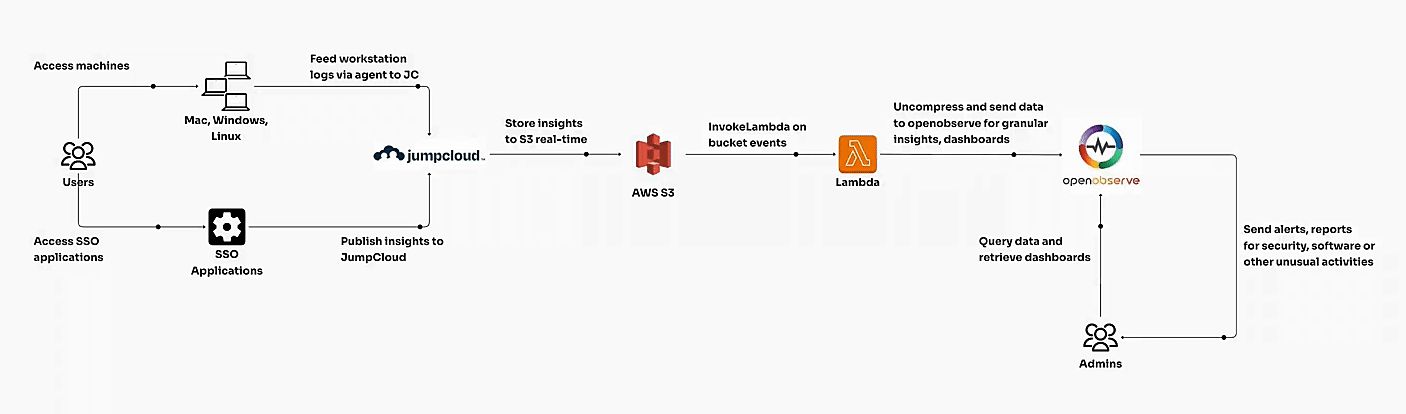 Access machines
Feed workstation
logs via agent to JC
Mac, Windows,
Linux
Users
Access SSO
applications
SSO
Applications
Publish insights to
JumpCloud
jumpcloud™
Store insights
to S3 real-time
AWS S3
InvokeLambda on
bucket events
Lambda
Uncompress and send data
to openobserve for granular
insights, dashboards
openobserve
Query data and
retrieve dashboards
Send alerts, reports
for security, software or
other unusual activities
Admins